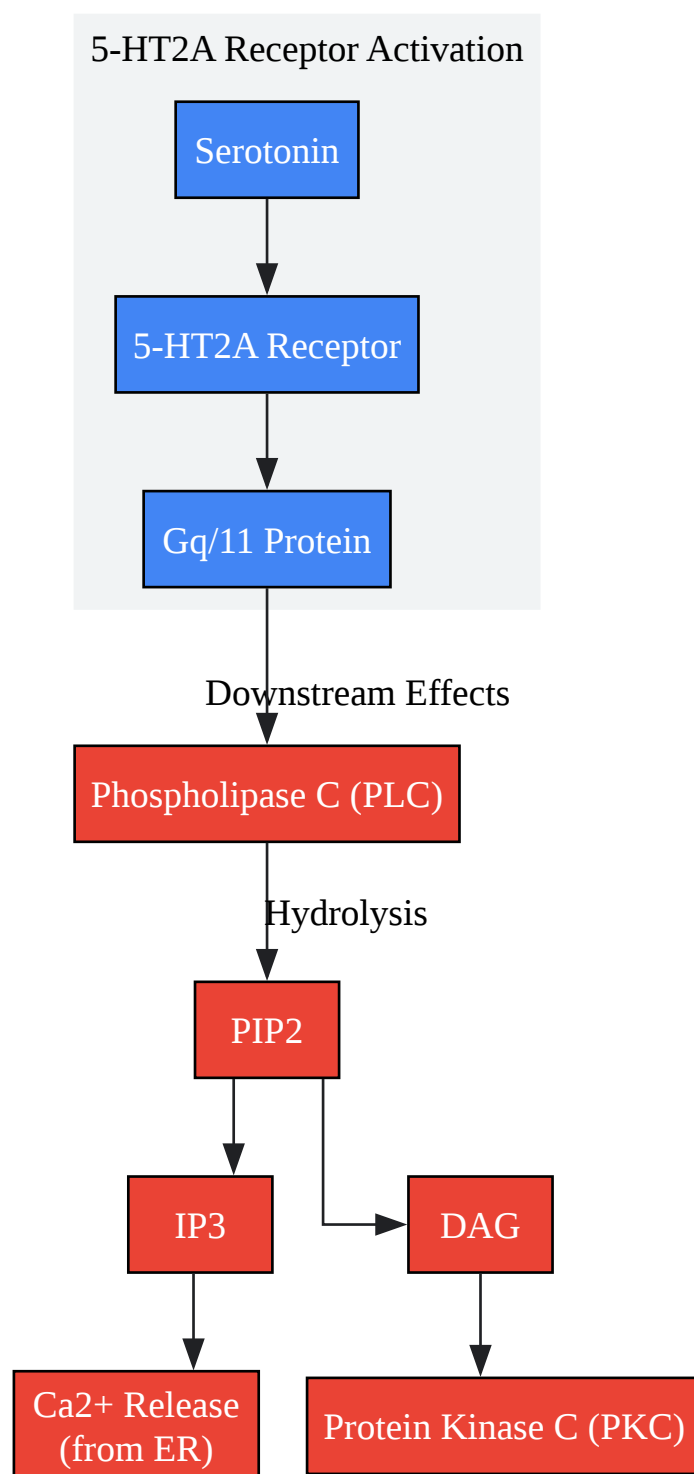 5-HT2A Receptor Activation
Serotonin
5-HT2A Receptor
Gq/11 Protein
Downstream Effects
Phospholipase C (PLC)
Hydrolysis
PIP2
IP3
DAG
Ca2+ Release
(from ER)
Protein Kinase C (PKC)